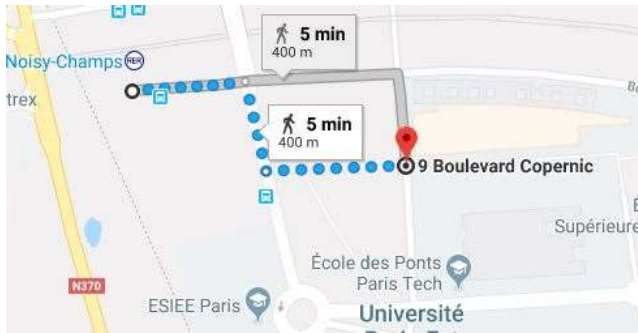 5 min
400 m
Noisy-Champs RER
trex
5 min
400 m
9 Boulevard Copernic
Supérieure
École des Ponts
Paris Tech
N370
ESIEE Paris
Université